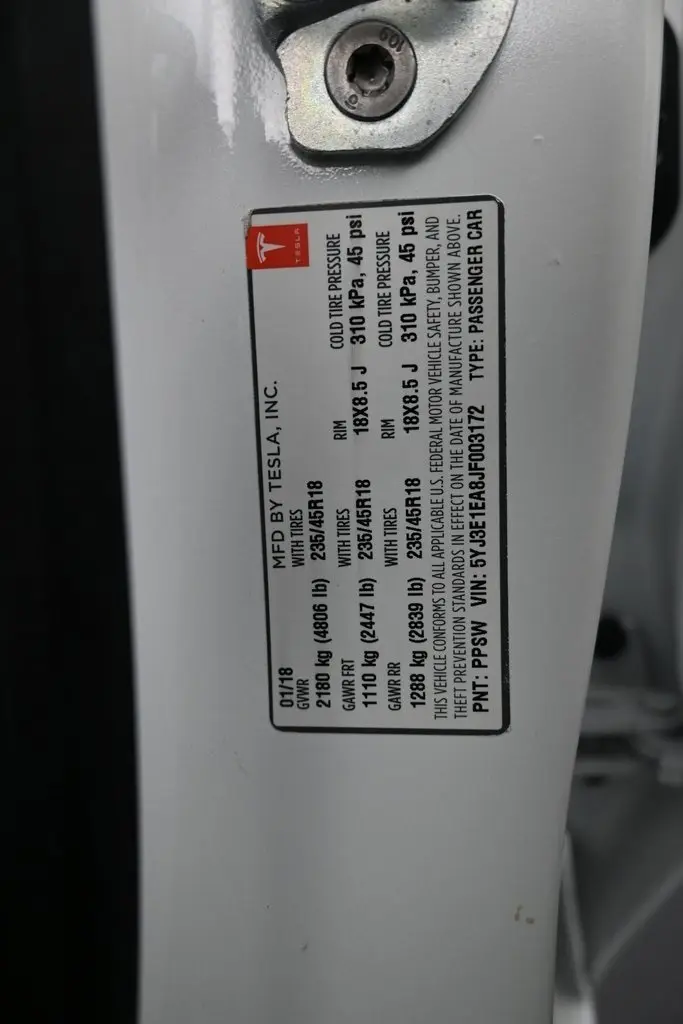 109
TESLA
MFD BY TESLA, INC.
01/18
GVWR WITH TIRES
2180 kg (4806 lb) 235/45R18
GAWR FRT WITH TIRES RIM COLD TIRE PRESSURE
1110 kg (2447 lb) 235/45R18 18X8.5 J 310 kPa, 45 psi
GAWR RR WITH TIRES RIM COLD TIRE PRESSURE
1288 kg (2839 lb) 235/45R18 18X8.5 J 310 kPa, 45 psi
THIS VEHICLE CONFORMS TO ALL APPLICABLE U.S. FEDERAL MOTOR VEHICLE SAFETY, BUMPER, AND
THEFT PREVENTION STANDARDS IN EFFECT ON THE DATE OF MANUFACTURE SHOWN ABOVE.
PNT: PPSW VIN: 5YJ3E1EA8JF003172 TYPE: PASSENGER CAR